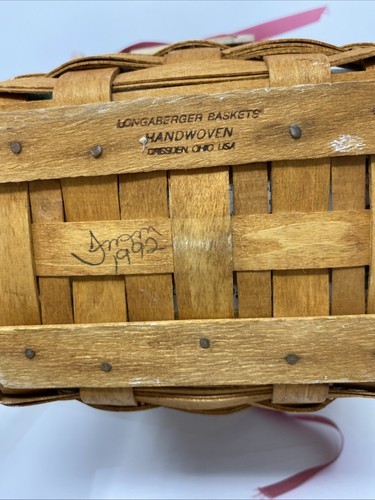 LONGABERGER BASKETS
HANDWOVEN
DRESDEN, OHIO USA
1992